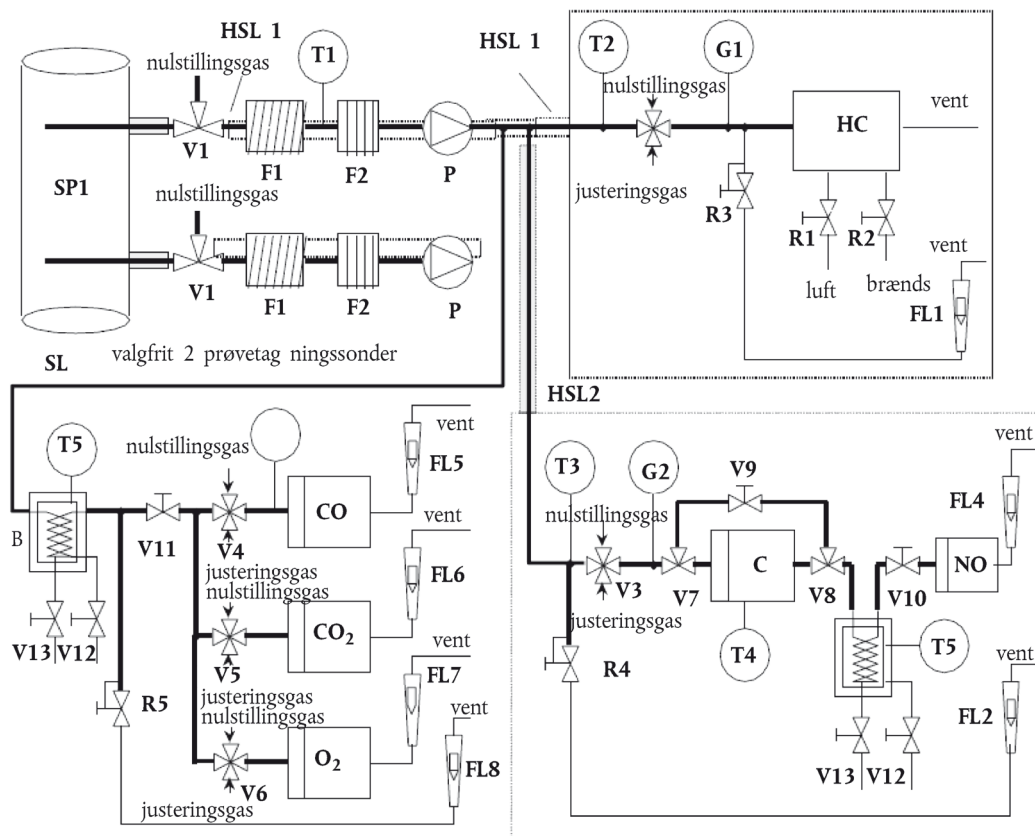 HSL 1
T1
nulstillingsgas
V1
F1
F2
P
SP1
nulstillingsgas
V1
F1
F2
P
SL
valgfrit 2 prøvetag ningssonder
HSL 1
T2
G1
nulstillingsgas
justeringsgas
HC
vent
R3
R1
R2
luft
brænds
vent
FL1
HSL2
T5
B
nulstillingsgas
V11
V4
CO
vent
FL5
justeringsgas
nulstillingsgas
V5
CO2
vent
FL6
V13
V12
R5
justeringsgas
nulstillingsgas
V6
O2
vent
FL7
justeringsgas
vent
FL8
T3
G2
V9
nulstillingsgas
V3
V7
C
V8
V10
NO
vent
FL4
justeringsgas
R4
T4
T5
V13
V12
vent
FL2